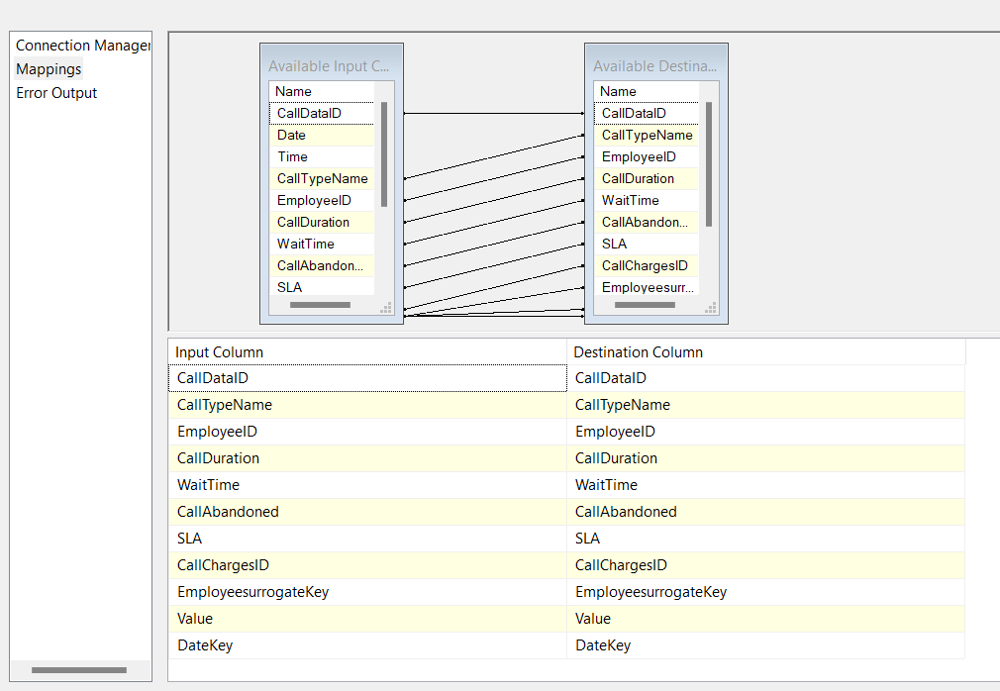 Connection Manager
Mappings
Error Output
Available Input C...
Name
CallDataID
Date
Time
CallTypeName
EmployeeID
CallDuration
WaitTime
CallAbandon...
SLA
Available Destina...
Name
CallDataID
CallTypeName
EmployeeID
CallDuration
WaitTime
CallAbandon...
SLA
CallChargesID
Employeesurr...
Input Column Destination Column
CallDataID CallDataID
CallTypeName CallTypeName
EmployeeID EmployeeID
CallDuration CallDuration
WaitTime WaitTime
CallAbandoned CallAbandoned
SLA SLA
CallChargesID CallChargesID
EmployeesurrogateKey EmployeesurrogateKey
Value Value
DateKey DateKey